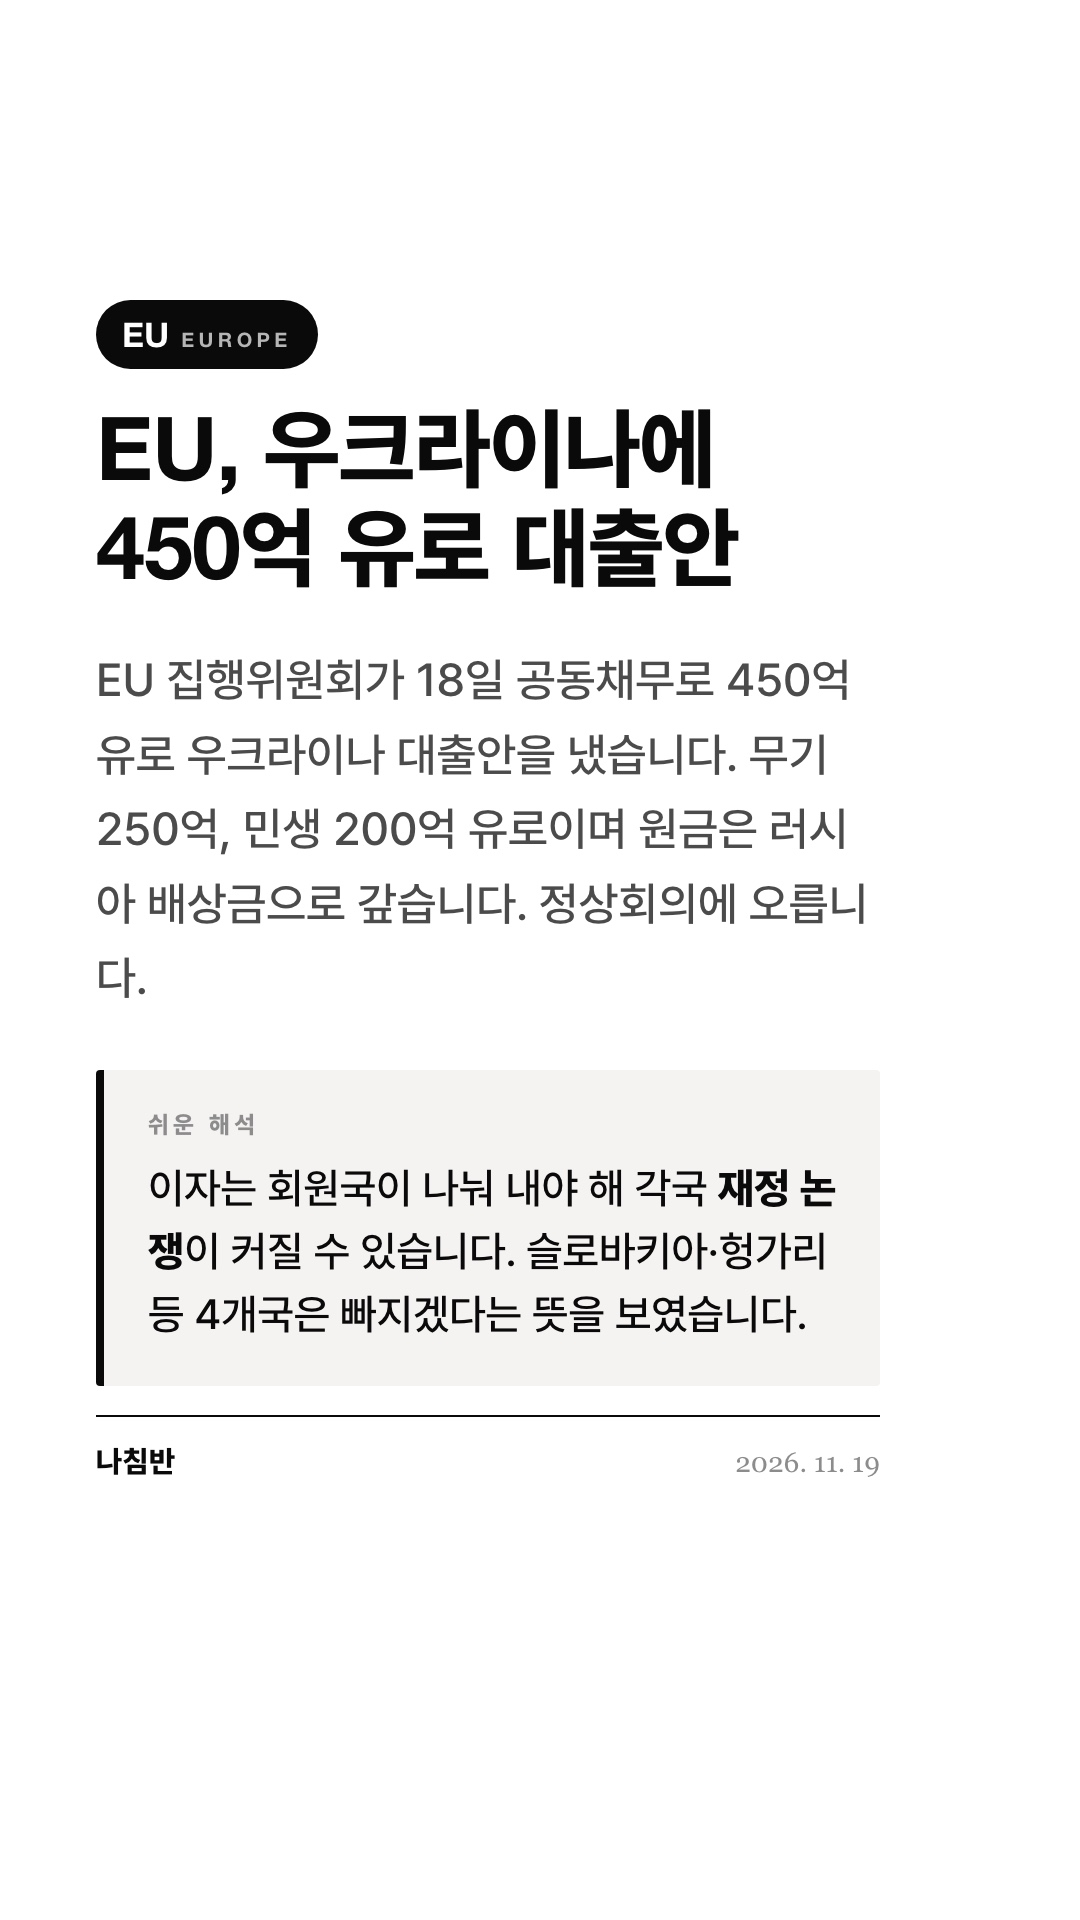 EU EUROPE
EU, 우크라이나에
450억 유로 대출안
EU 집행위원회가 18일 공동채무로 450억
유로 우크라이나 대출안을 냈습니다. 무기
250억, 민생 200억 유로이며 원금은 러시
아 배상금으로 갚습니다. 정상회의에 오릅니
다.
쉬운 해석
이자는 회원국이 나눠 내야 해 각국 재정 논
쟁이 커질 수 있습니다. 슬로바키아·헝가리
등 4개국은 빠지겠다는 뜻을 보였습니다.
나침반
2026. 11. 19